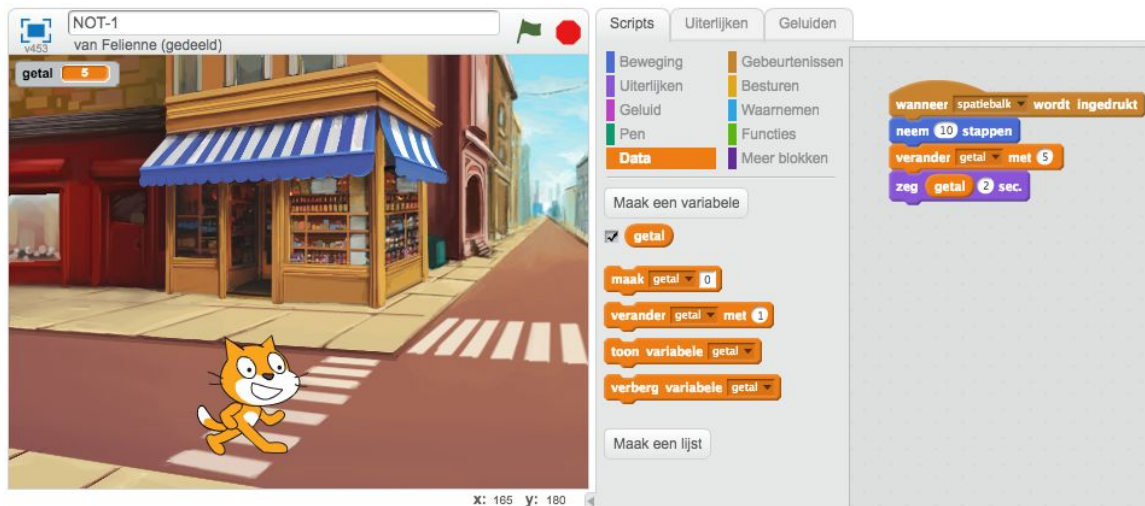 NOT-1
v453
van Felienne (gedeeld)
getal 5
x: 165 y: 180
Scripts Uiterlijken Geluiden
Beweging Gebeurtenissen
Uiterlijken Besturen
Geluid Waarnemen
Pen Functies
Data Meer blokken
Maak een variabele
getal
maak getal 0
verander getal met 1
toon variabele getal
verberg variabele getal
Maak een lijst
wanneer spatiebalk wordt ingedrukt
neem 10 stappen
verander getal met 5
zeg getal 2 sec.